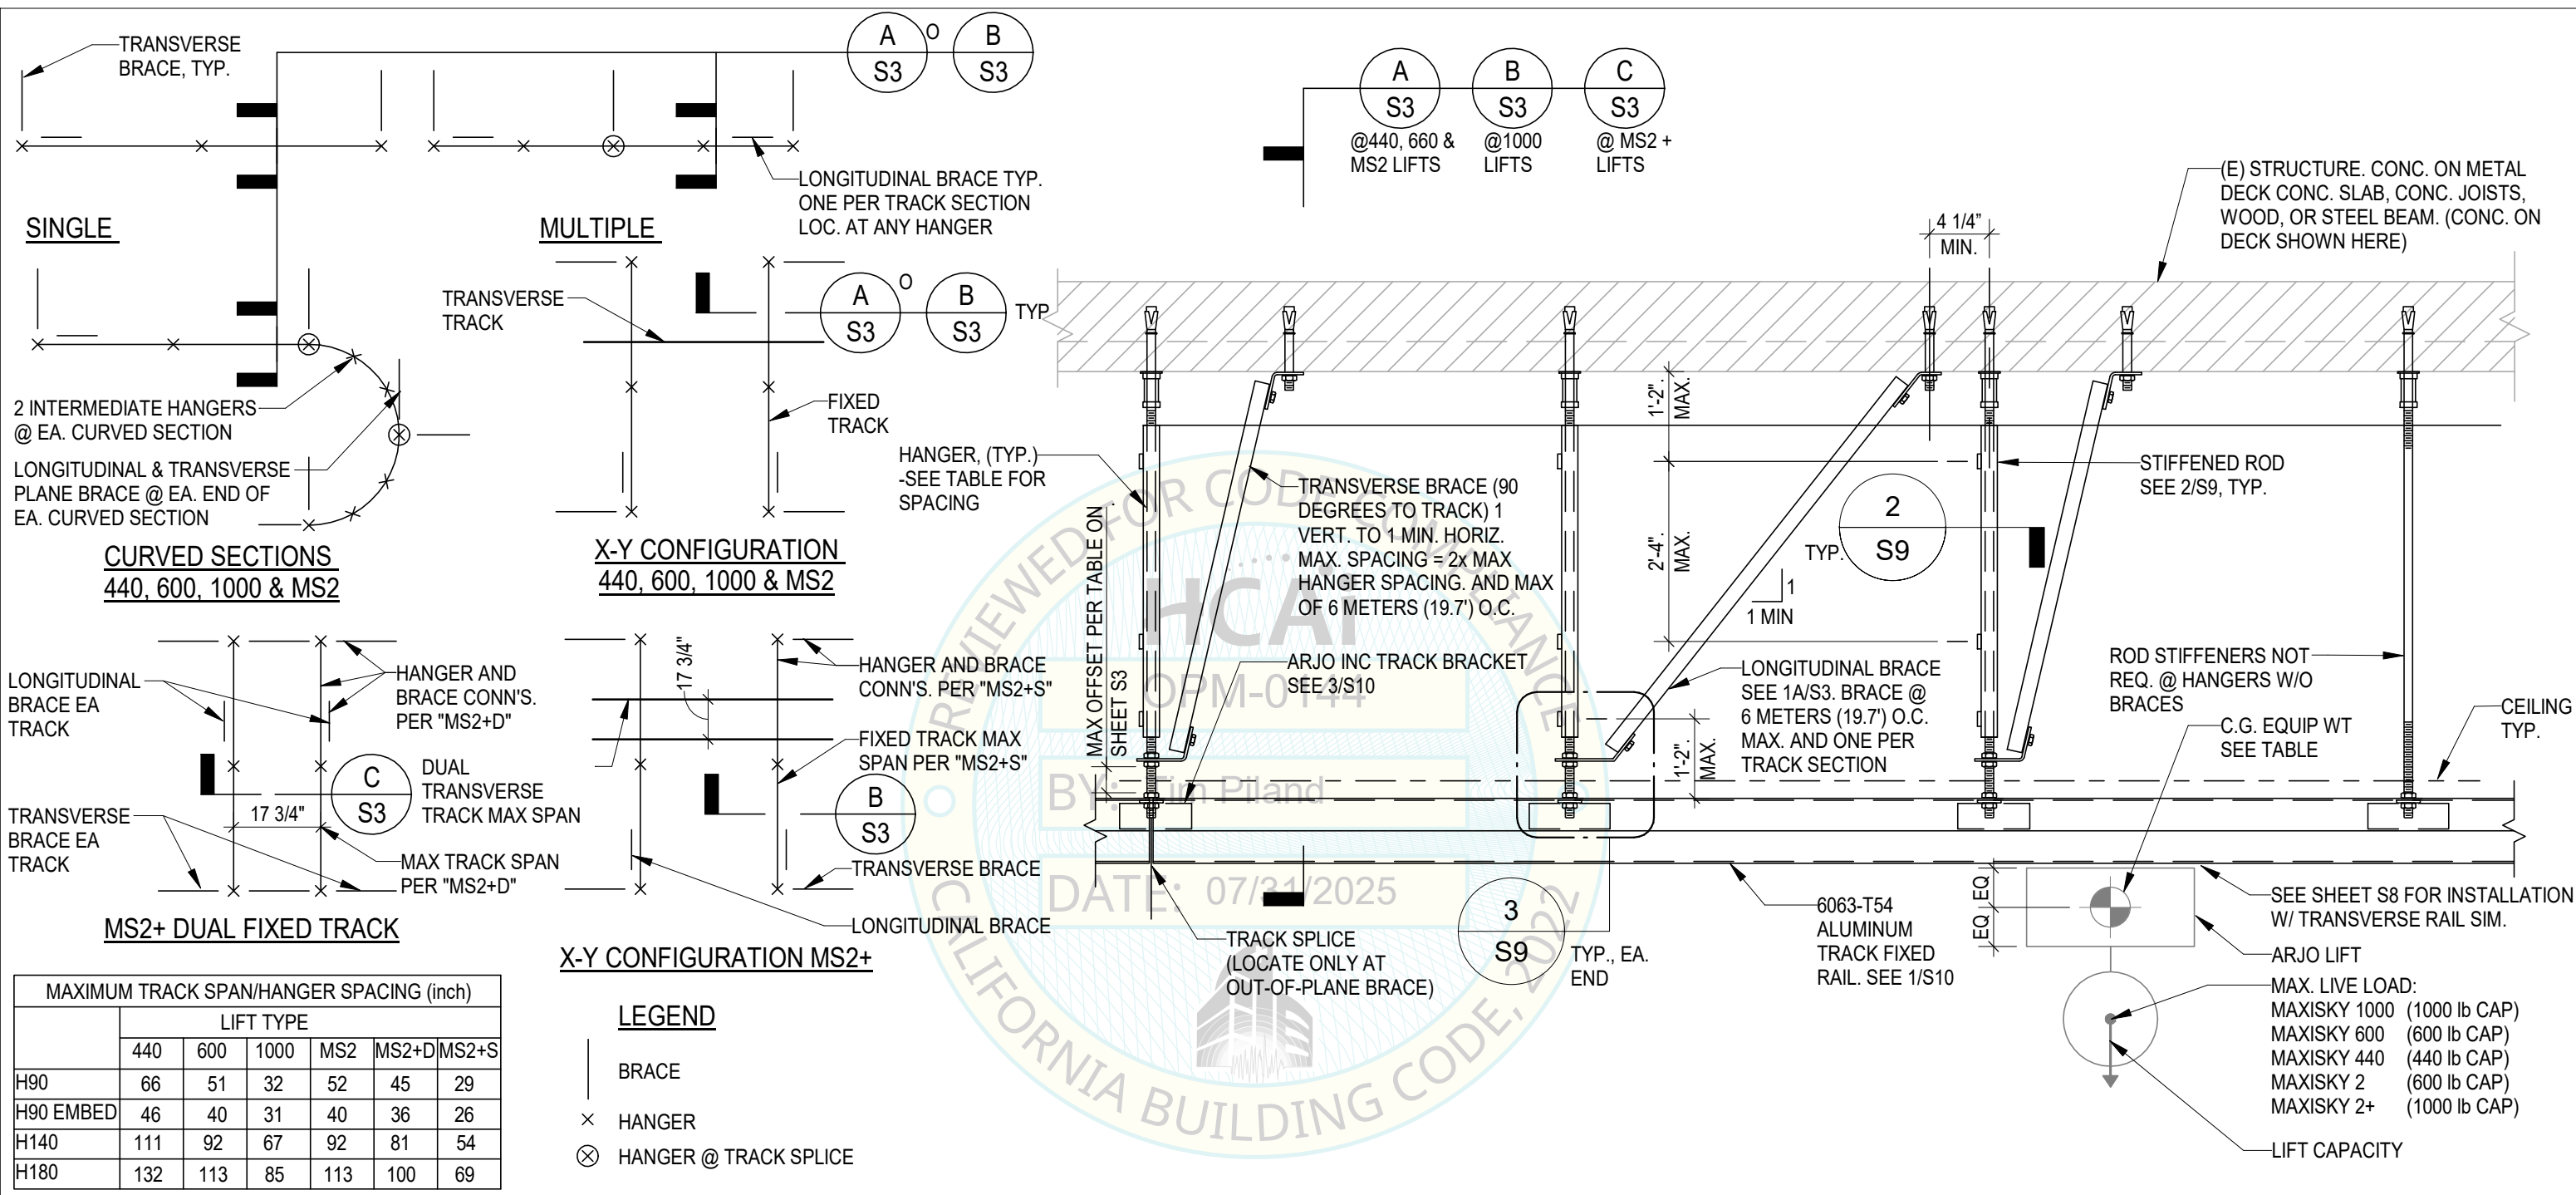 TRANSVERSE
BRACE, TYP.
A
S3
O
B
S3
LONGITUDINAL BRACE TYP.
ONE PER TRACK SECTION
LOC. AT ANY HANGER
SINGLE
MULTIPLE
TRANSVERSE
TRACK
A
S3
O
B
S3
TYP
FIXED
TRACK
2 INTERMEDIATE HANGERS
@ EA. CURVED SECTION
LONGITUDINAL & TRANSVERSE
PLANE BRACE @ EA. END OF
EA. CURVED SECTION
CURVED SECTIONS
440, 600, 1000 & MS2
X-Y CONFIGURATION
440, 600, 1000 & MS2
LONGITUDINAL
BRACE EA
TRACK
HANGER AND
BRACE CONN'S.
PER "MS2+D"
C
S3
DUAL
TRANSVERSE
TRACK MAX SPAN
17 3/4"
TRANSVERSE
BRACE EA
TRACK
MAX TRACK SPAN
PER "MS2+D"
MS2+ DUAL FIXED TRACK
17 3/4"
HANGER AND BRACE
CONN'S. PER "MS2+S"
FIXED TRACK MAX
SPAN PER "MS2+S"
B
S3
TRANSVERSE BRACE
LONGITUDINAL BRACE
X-Y CONFIGURATION MS2+
MAXIMUM TRACK SPAN/HANGER SPACING (inch)
LIFT TYPE
440 600 1000 MS2 MS2+D MS2+S
H90 66 51 32 52 45 29
H90 EMBED 46 40 31 40 36 26
H140 111 92 67 92 81 54
H180 132 113 85 113 100 69
LEGEND
BRACE
HANGER
HANGER @ TRACK SPLICE
A
S3
@440, 660 &
MS2 LIFTS
B
S3
@1000
LIFTS
C
S3
@ MS2 +
LIFTS
(E) STRUCTURE. CONC. ON METAL
DECK CONC. SLAB, CONC. JOISTS,
WOOD, OR STEEL BEAM. (CONC. ON
DECK SHOWN HERE)
4 1/4"
MIN.
1'-2".
MAX.
2'-4".
MAX.
1'-2".
MAX.
HANGER, (TYP.)
-SEE TABLE FOR
SPACING
MAX OFFSET PER TABLE ON
SHEET S3
TRANSVERSE BRACE (90
DEGREES TO TRACK) 1
VERT. TO 1 MIN. HORIZ.
MAX. SPACING = 2x MAX
HANGER SPACING. AND MAX
OF 6 METERS (19.7') O.C.
1
1 MIN
TYP.
2
S9
STIFFENED ROD
SEE 2/S9, TYP.
ARJO INC TRACK BRACKET
SEE 3/S10
LONGITUDINAL BRACE
SEE 1A/S3. BRACE @
6 METERS (19.7') O.C.
MAX. AND ONE PER
TRACK SECTION
ROD STIFFENERS NOT
REQ. @ HANGERS W/O
BRACES
C.G. EQUIP WT
SEE TABLE
CEILING
TYP.
TRACK SPLICE
(LOCATE ONLY AT
OUT-OF-PLANE BRACE)
3
S9
TYP., EA.
END
6063-T54
ALUMINUM
TRACK FIXED
RAIL. SEE 1/S10
EQ
EQ
SEE SHEET S8 FOR INSTALLATION
W/ TRANSVERSE RAIL SIM.
ARJO LIFT
MAX. LIVE LOAD:
MAXISKY 1000 (1000 lb CAP)
MAXISKY 600 (600 lb CAP)
MAXISKY 440 (440 lb CAP)
MAXISKY 2 (600 lb CAP)
MAXISKY 2+ (1000 lb CAP)
LIFT CAPACITY
REVIEWED FOR CODE COMPLIANCE
HCAi
OPM-0144
BY: Tim Piland
DATE: 07/31/2025
CALIFORNIA BUILDING CODE, 2022